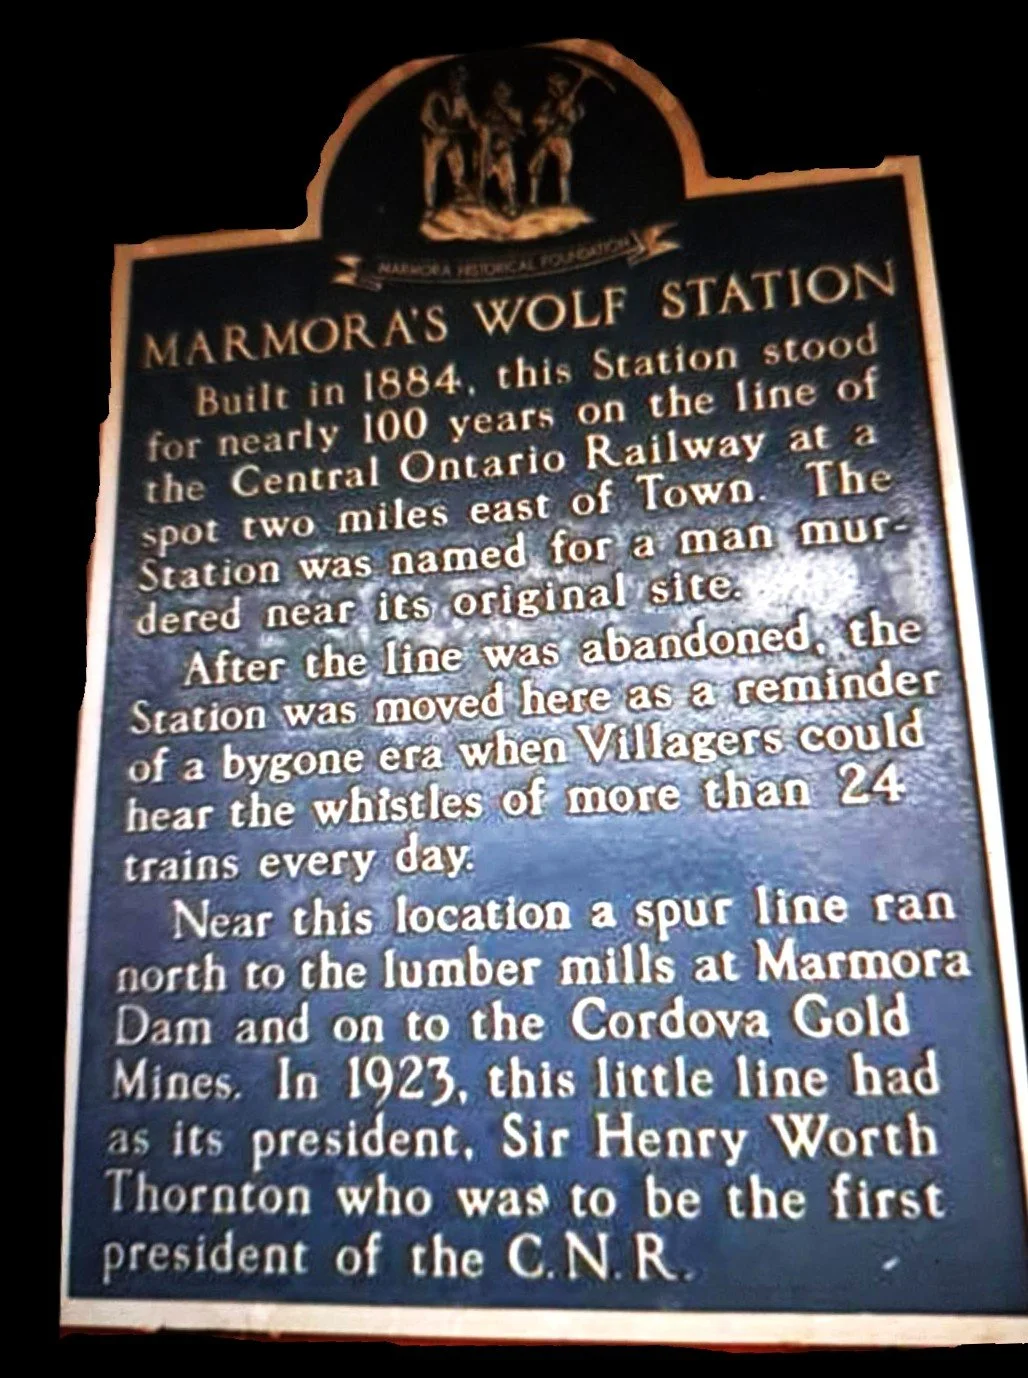 MARMORA HISTORICAL FOUNDATION
MARMORA'S WOLF STATION
Built in 1884, this Station stood
for nearly 100 years on the line of
the Central Ontario Railway at a
spot two miles east of Town. The
Station was named for a man mur-
dered near its original site.
After the line was abandoned, the
Station was moved here as a reminder
of a bygone era when Villagers could
hear the whistles of more than 24
trains every day.
Near this location a spur line ran
north to the lumber mills at Marmora
Dam and on to the Cordova Gold
Mines. In 1923, this little line had
as its president, Sir Henry Worth
Thornton who was to be the first
president of the C.N.R.